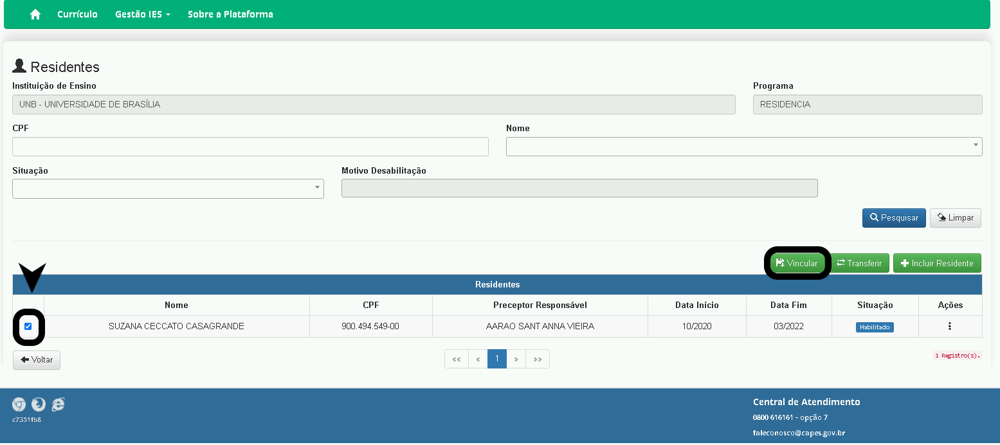 Currículo Gestão IES Sobre a Plataforma
Residentes
Instituição de Ensino Programa
UNB - UNIVERSIDADE DE BRASÍLIA RESIDENCIA
CPF Nome
Situação Motivo Desabilitação
Pesquisar Limpar
Vincular Transferir Incluir Residente
Residentes
Nome CPF Preceptor Responsável Data Início Data Fim Situação Ações
SUZANA CECCATO CASAGRANDE 900.494.549-00 AARAO SANT ANNA VIEIRA 10/2020 03/2022 Habilitado
Voltar «« « 1 » »» 1 Registro(s).
Central de Atendimento
c7351fb8 0800 616161 - opção 7
faleconosco@capes.gov.br